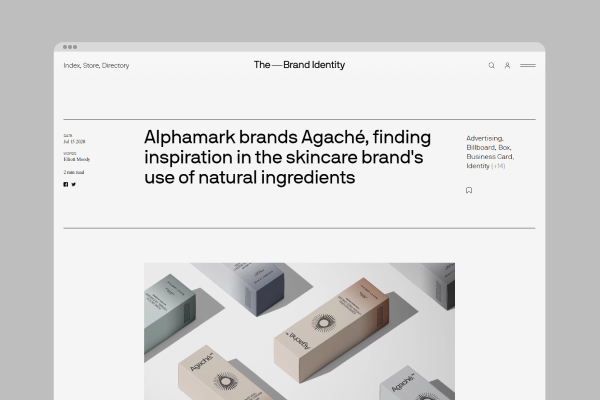 Index, Store, Directory
The — Brand Identity
DATE
Jul 15 2020
WORDS
Elliott Moody
2 min read
Alphamark brands Agaché, finding
inspiration in the skincare brand's
use of natural ingredients
Advertising,
Billboard, Box,
Business Card,
Identity (+14)
Agaché
Agaché
Agaché